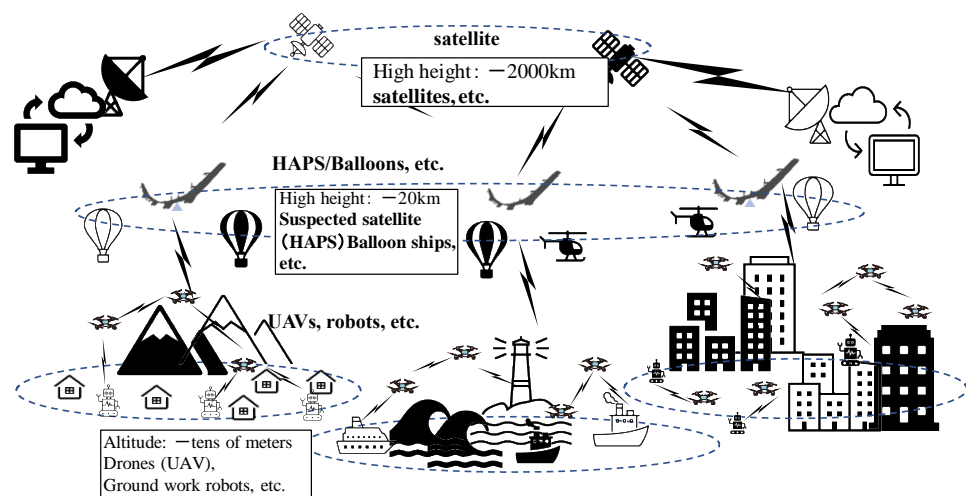 satellite
High height: －2000km
satellites, etc.
HAPS/Balloons, etc.
High height: －20km
Suspected satellite
（HAPS）Balloon ships,
etc.
UAVs, robots, etc.
Altitude: －tens of meters
Drones (UAV),
Ground work robots, etc.